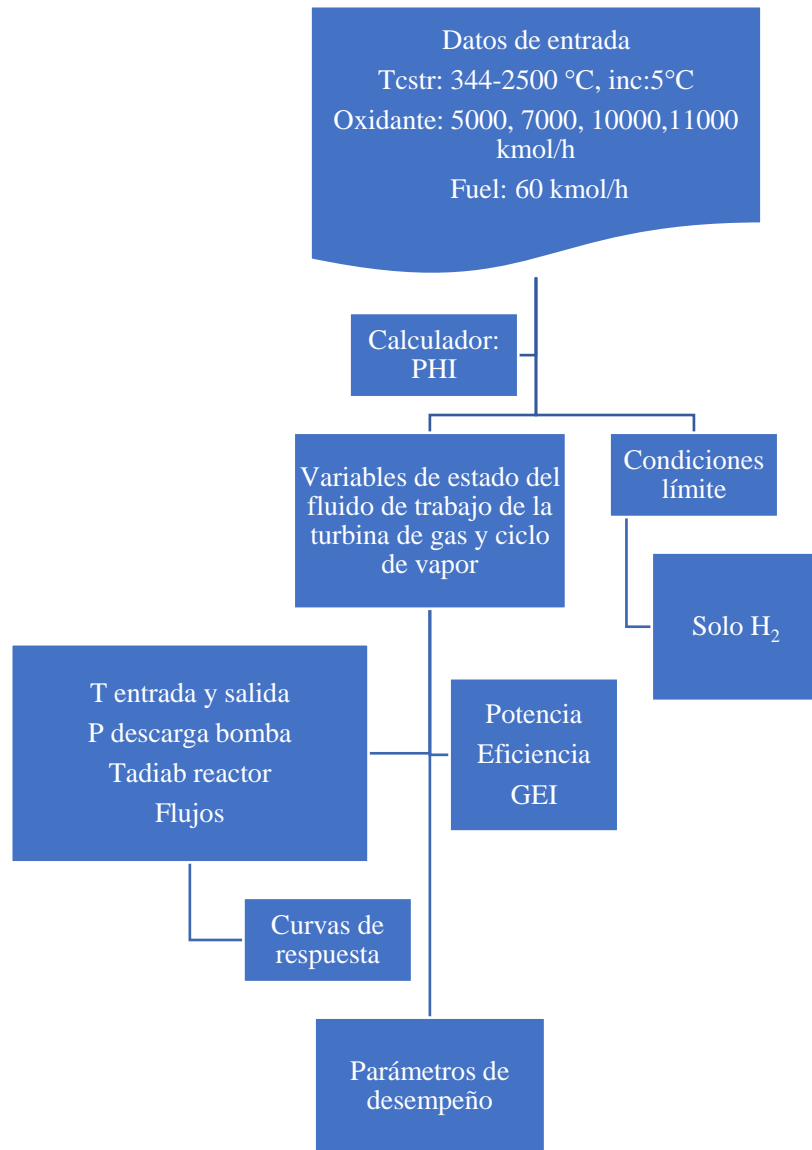 Datos de entrada
Tcstr: 344-2500 °C, inc:5°C
Oxidante: 5000, 7000, 10000,11000
kmol/h
Fuel: 60 kmol/h
Calculador:
PHI
Variables de estado del
fluido de trabajo de la
turbina de gas y ciclo
de vapor
Condiciones
límite
Solo H₂
T entrada y salida
P descarga bomba
Tadiab reactor
Flujos
Potencia
Eficiencia
GEI
Curvas de
respuesta
Parámetros de
desempeño